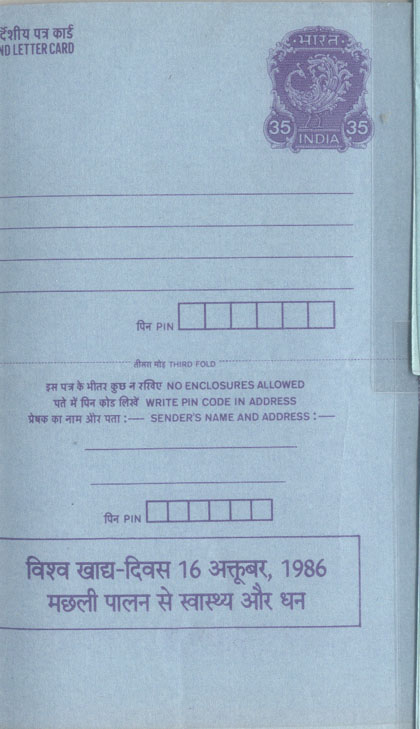 र्देशीय पत्र कार्ड
ND LETTER CARD
भारत
35 35
INDIA
पिन PIN
तीसरा मोड़ THIRD FOLD
इस पत्र के भीतर कुछ न रखिए NO ENCLOSURES ALLOWED
पते में पिन कोड लिखें WRITE PIN CODE IN ADDRESS
प्रेषक का नाम और पता :— SENDER'S NAME AND ADDRESS :—
पिन PIN
विश्व खाद्य-दिवस 16 अक्तूबर, 1986
मछली पालन से स्वास्थ्य और धन